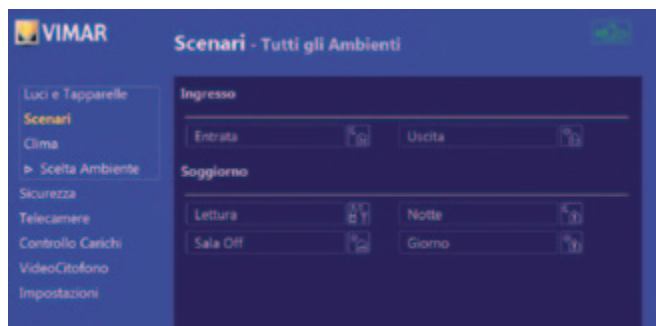 VIMAR
Scenari - Tutti gli Ambienti
Luci e Tapparelle
Scenari
Clima
Scelta Ambiente
Sicurezza
Telecamere
Controllo Carichi
VideoCitofono
Impostazioni
Ingresso
Entrata
Uscita
Soggiorno
Lettura
Notte
Sala Off
Giorno